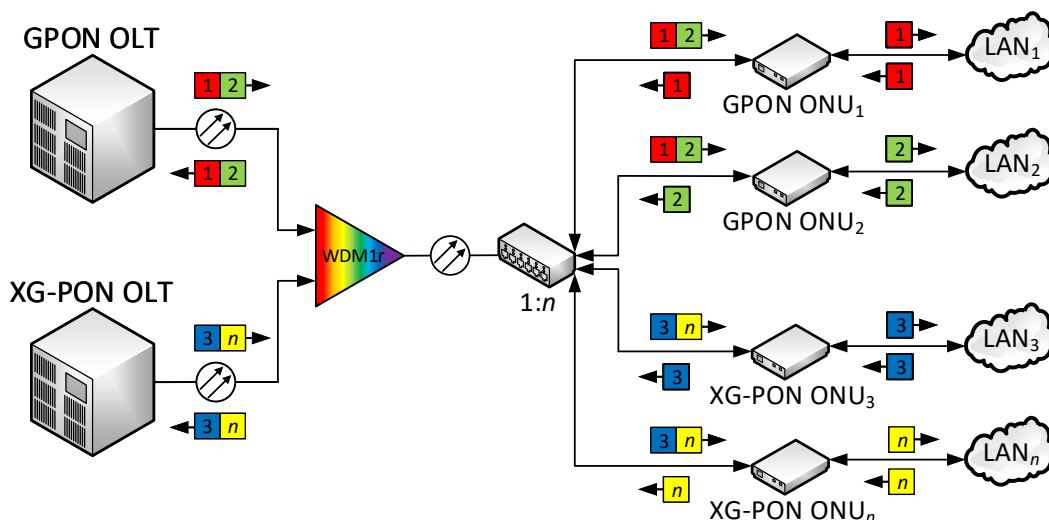 GPON OLT
1 2
1 2
XG-PON OLT
3 n
3 n
WDM1r
1:n
1 2
1
GPON ONU₁
1
1
LAN₁
1 2
2
GPON ONU₂
2
2
LAN₂
3 n
3
XG-PON ONU₃
3
3
LAN₃
3 n
n
XG-PON ONUₙ
n
n
LANₙ